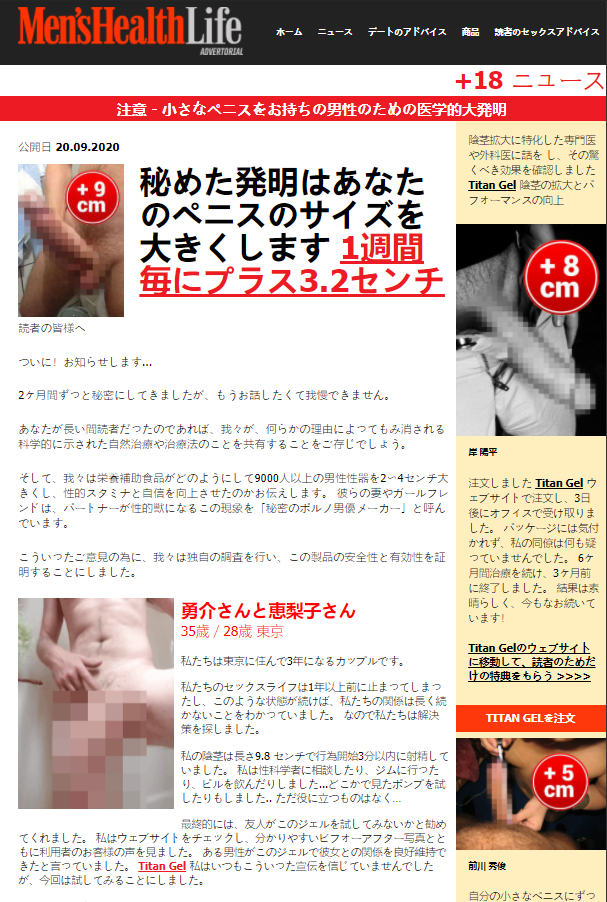 Men'sHealthLife
ADVERTORIAL
ホーム ニュース デートのアドバイス 商品 読者のセックスアドバイス
+18 ニュース
注意 - 小さなペニスをお持ちの男性のための医学的大発明
公開日 20.09.2020
+ 9
cm
秘めた発明はあなた
のペニスのサイズを
大きくします 1週間
毎にプラス3.2センチ
読者の皆様へ
ついに! お知らせします...
2ケ月間ずつと秘密にしてきましたが、もうお話したくて我慢できません。
あなたが長い間読者だつたのであれば、我々が、何らかの理由によつてもみ消される
科学的に示された自然治療や治療法のことを共有することをご存じでしょう。
そして、我々は栄養補助食品がどのようにして9000人以上の男性性器を2−4センチ大
きくし、性的スタミナと自信を向上させたのかお伝えします。 彼らの妻やガールフレ
ンドは、パートナーが性的獣になるこの現象を「秘密のポルノ男優メーカー」と呼ん
でいます。
こういつたご意見の為に、我々は独自の調査を行い、この製品の安全性と有効性を証
明することにしました。
勇介さんと恵梨子さん
35歳 / 28歳 東京
私たちは東京に住んで3年になるカツプルです。
私たちのセックスライフは1年以上前に止まつてしまつ
たし、このような状態が続けば、私たちの関係は長く続
かないことをわかつていました。 なので私たちは解決
策を探しました。
私の陰茎は長さ9.8 センチで行為開始3分以内に射精して
いました。 私は性科学者に相談したり、ジムに行つた
り、ピルを飲んだりしました...どこかで見たポンプを試
したりもしました.. ただ役に立つものはなく...
最終的には、友人がこのジェルを試してみないかと勧め
てくれました。 私はウェブサイトをチェックし、分かりやすいビフォーアフター写真とと
もに利用者のお客様の声を見ました。 ある男性がこのジェルで彼女との関係を良好維持で
きたと言つていました。 Titan Gel 私はいつもこういつた宣伝を信じていませんでした
が、今回は試してみることにしました。
陰茎拡大に特化した専門医
や外科医に話を し、その驚
くべき効果を確認しました
Titan Gel 陰茎の拡大とパ
フォーマンスの向上
+ 8
cm
岸 陽平
注文しました Titan Gel ウ
ェブサイトで注文し、3日
後にオフィスで受け取りま
した。 パッケージには気付
かれず、私の同僚は何も疑
つていませんでした。 6ケ
月間治療を続け、3ケ月前
に終了しました。 結果は素
晴らしく、今もなお続いて
います!
Titan Gelのウェブサイト
に移動して、読者のためだ
けの特典をもらう >>>>
TITAN GELを注文
+ 5
cm
前川 秀俊
自分の小さなペニスにずつ